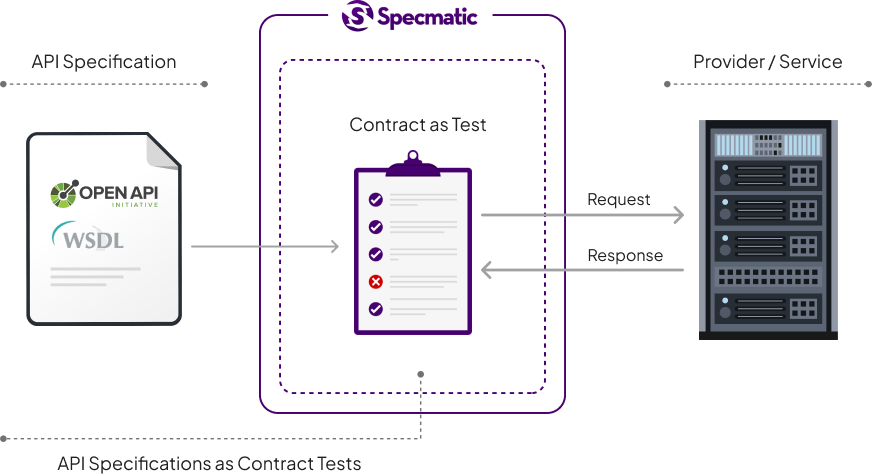 Specmatic
API Specification
Provider / Service
Contract as Test
OPEN API
INITIATIVE
WSDL
Request
Response
API Specifications as Contract Tests